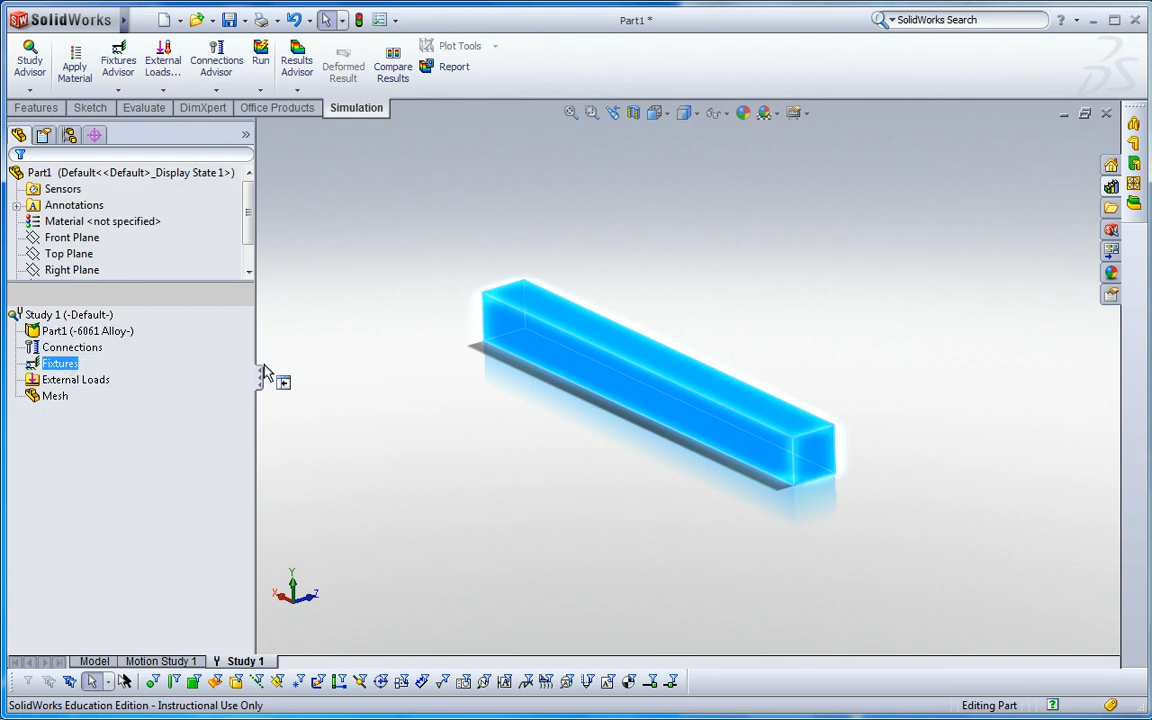 SolidWorks
Part1 *
SolidWorks Search
Study Advisor
Apply Material
Fixtures Advisor
External Loads...
Connections Advisor
Run
Results Advisor
Deformed Result
Compare Results
Plot Tools
Report
Features
Sketch
Evaluate
DimXpert
Office Products
Simulation
Part1 (Default<<Default>_Display State 1>)
Sensors
Annotations
Material <not specified>
Front Plane
Top Plane
Right Plane
Study 1 (-Default-)
Part1 (-6061 Alloy-)
Connections
Fixtures
External Loads
Mesh
Y
X
Z
Model
Motion Study 1
Study 1
SolidWorks Education Edition - Instructional Use Only
Editing Part